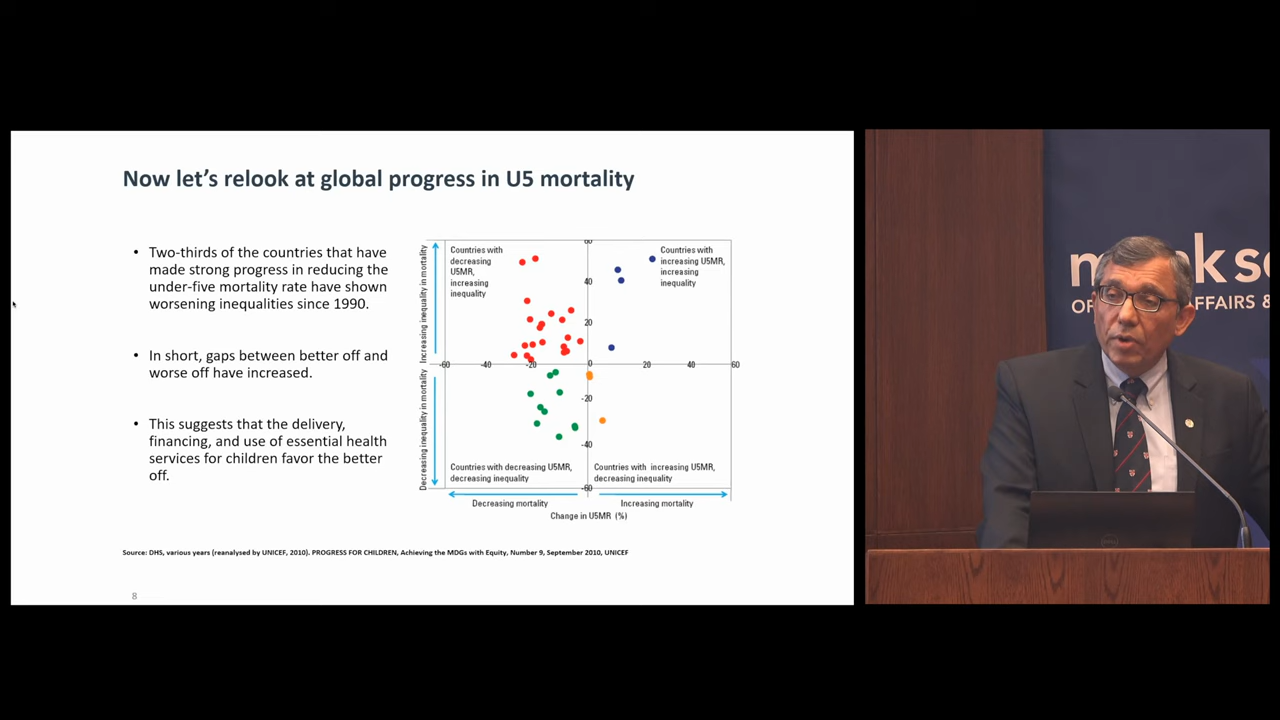 Now let's relook at global progress in U5 mortality
• Two-thirds of the countries that have
made strong progress in reducing the
under-five mortality rate have shown
worsening inequalities since 1990.
• In short, gaps between better off and
worse off have increased.
• This suggests that the delivery,
financing, and use of essential health
services for children favor the better
off.
Increasing inequality in mortality
Decreasing inequality in mortality
Countries with
decreasing
U5MR,
increasing
inequality
Countries with
increasing U5MR,
increasing
inequality
60
40
20
0
-20
-40
-60
-60
-40
-20
0
20
40
60
Countries with decreasing U5MR,
decreasing inequality
Countries with increasing U5MR,
decreasing inequality
Decreasing mortality
Increasing mortality
Change in U5MR (%)
Source: DHS, various years (reanalysed by UNICEF, 2010). PROGRESS FOR CHILDREN, Achieving the MDGs with Equity, Number 9, September 2010, UNICEF
8
DELL